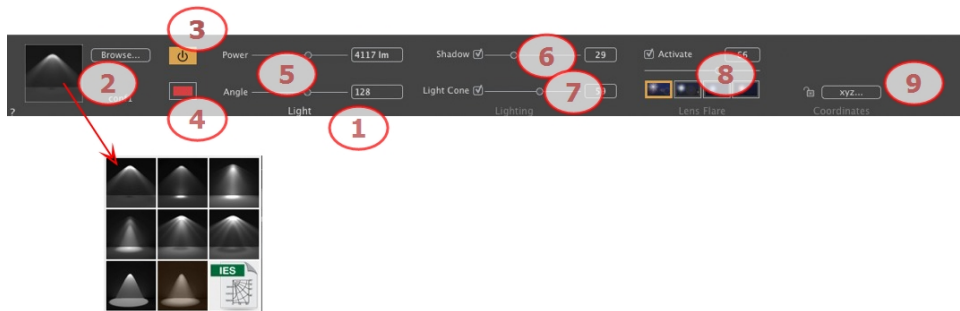 3
Browse...
Power
4117 lm
Shadow
6
29
Activate
2
5
8
9
Angle
128
Light Cone
7
xyz...
4
?
Light
1
Lighting
Lens Flare
Coordinates
IES